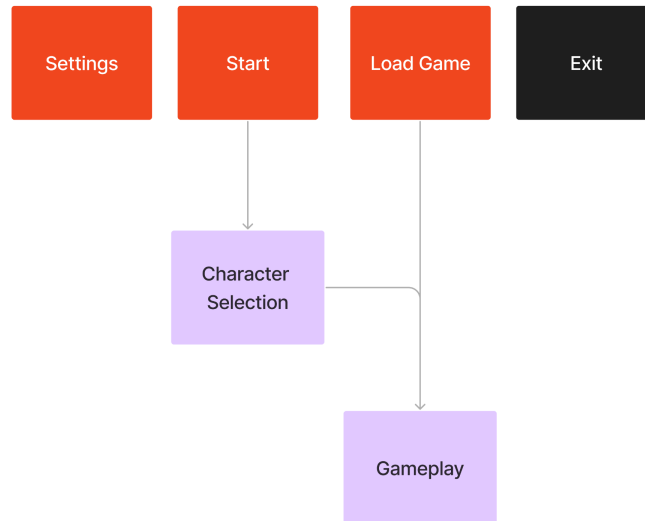 Settings
Start
Load Game
Exit
Character
Selection
Gameplay